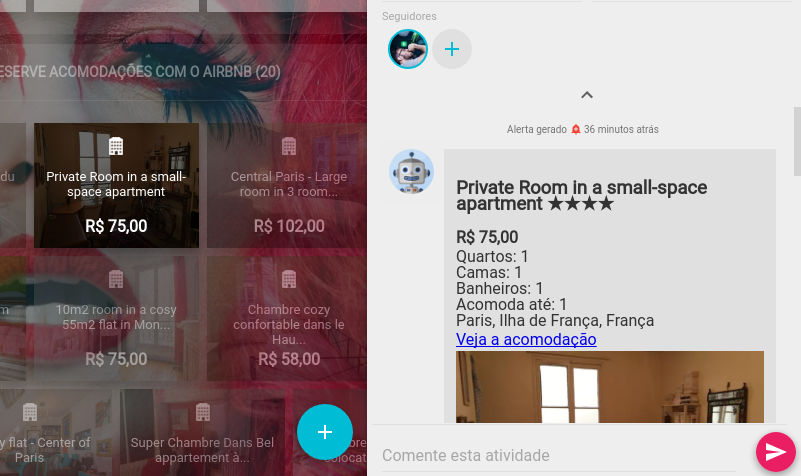 ESERVE ACOMODAÇÕES COM O AIRBNB (20)
du
Private Room in a small-
space apartment
R$ 75,00
Central Paris - Large
room in 3 room...
R$ 102,00
m
10m2 room in a cosy
55m2 flat in Mon...
R$ 75,00
Chambre cozy
confortable dans le
Hau...
R$ 58,00
y flat - Center of
Paris
Super Chambre Dans Bel
appartement à...
Seguidores
Alerta gerado 36 minutos atrás
Private Room in a small-space
apartment ★★★★
R$ 75,00
Quartos: 1
Camas: 1
Banheiros: 1
Acomoda até: 1
Paris, Ilha de França, França
Veja a acomodação
Comente esta atividade